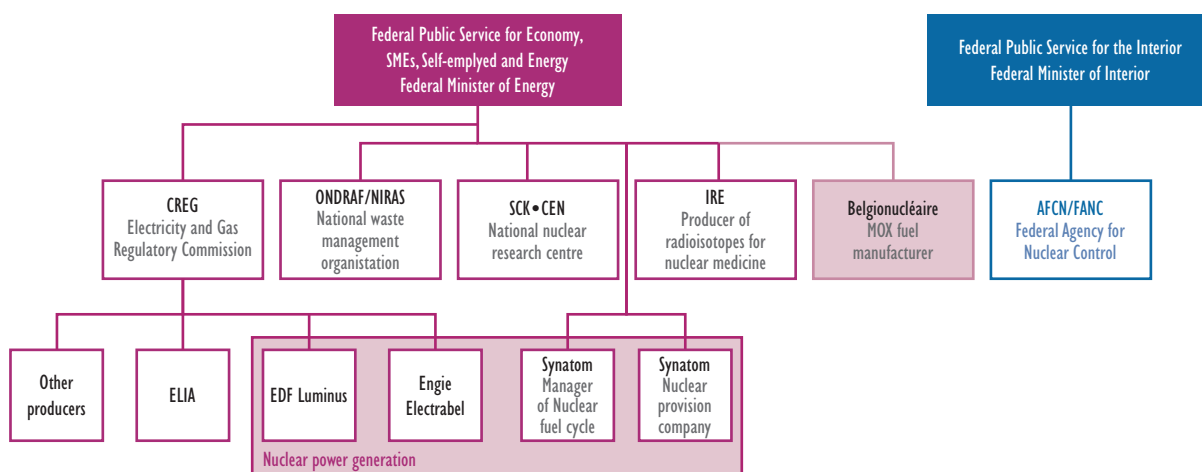 Federal Public Service for Economy,
SMEs, Self-emplyed and Energy
Federal Minister of Energy
Federal Public Service for the Interior
Federal Minister of Interior
CREG
Electricity and Gas
Regulatory Commission
ONDRAF/NIRAS
National waste
management
organistation
SCK•CEN
National nuclear
research centre
IRE
Producer of
radioisotopes for
nuclear medicine
Belgionucléaire
MOX fuel
manufacturer
AFCN/FANC
Federal Agency for
Nuclear Control
Other
producers
ELIA
EDF Luminus
Engie
Electrabel
Synatom
Manager
of Nuclear
fuel cycle
Synatom
Nuclear
provision
company
Nuclear power generation